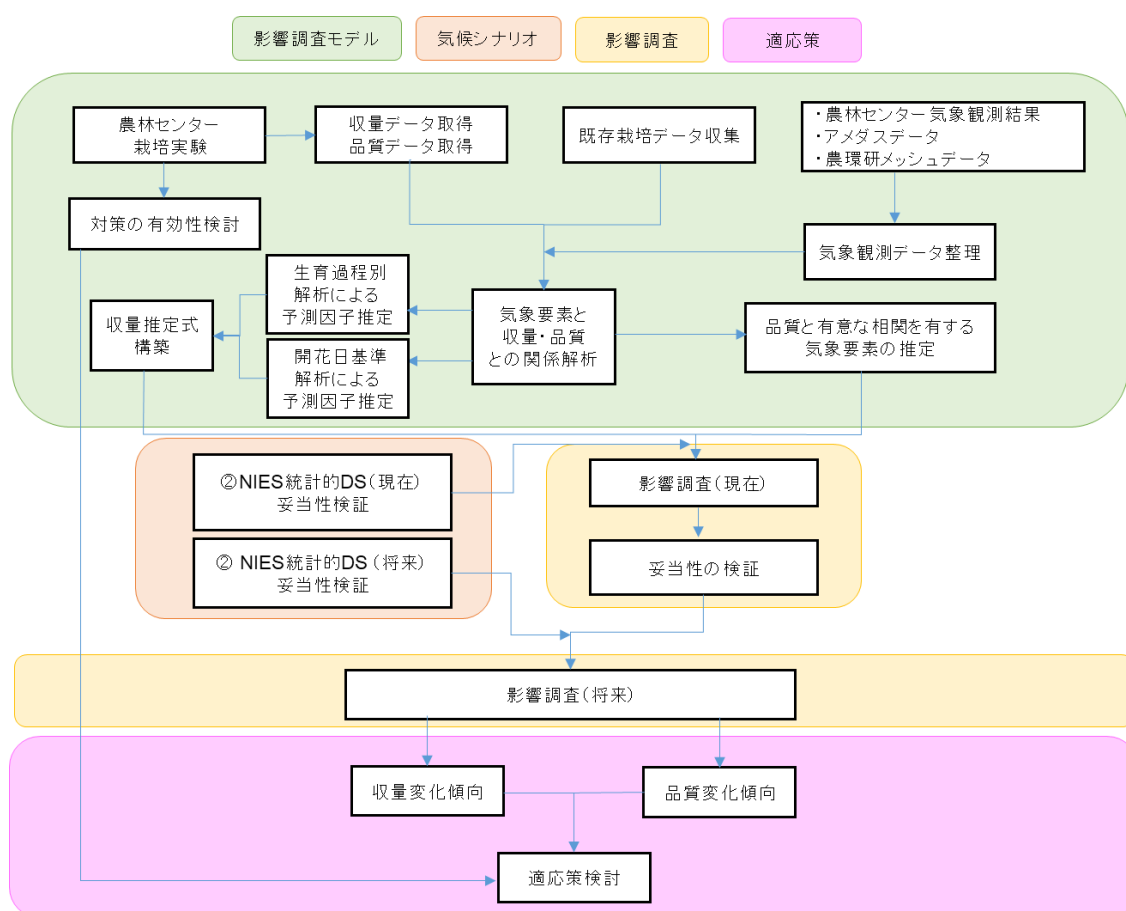 影響調査モデル
気候シナリオ
影響調査
適応策
農林センター
栽培実験
収量データ取得
品質データ取得
既存栽培データ収集
・農林センター気象観測結果
・アメダスデータ
・農環研メッシュデータ
対策の有効性検討
気象観測データ整理
生育過程別
解析による
予測因子推定
収量推定式
構築
気象要素と
収量・品質
との関係解析
品質と有意な相関を有する
気象要素の推定
開花日基準
解析による
予測因子推定
②NIES統計的DS(現在)
妥当性検証
影響調査(現在)
② NIES統計的DS(将来)
妥当性検証
妥当性の検証
影響調査(将来)
収量変化傾向
品質変化傾向
適応策検討